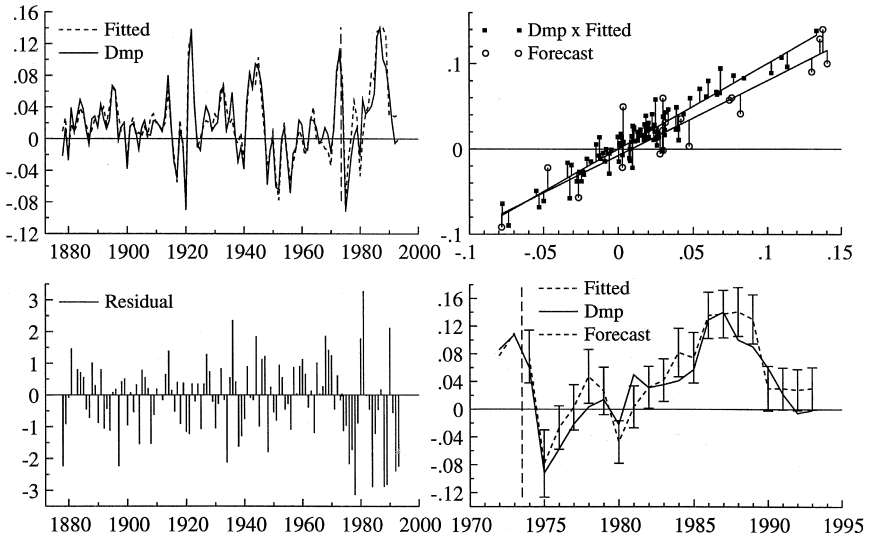 .16
.12
.08
.04
0
-.04
-.08
-.12
Fitted
Dmp
1880 1900 1920 1940 1960 1980 2000
.1
0
-.1
Dmp x Fitted
Forecast
-.1 -.05 0 .05 .1 .15
3
2
1
0
-1
-2
-3
Residual
1880 1900 1920 1940 1960 1980 2000
.16
.12
.08
.04
0
-.04
-.08
-.12
Fitted
Dmp
Forecast
1970 1975 1980 1985 1990 1995